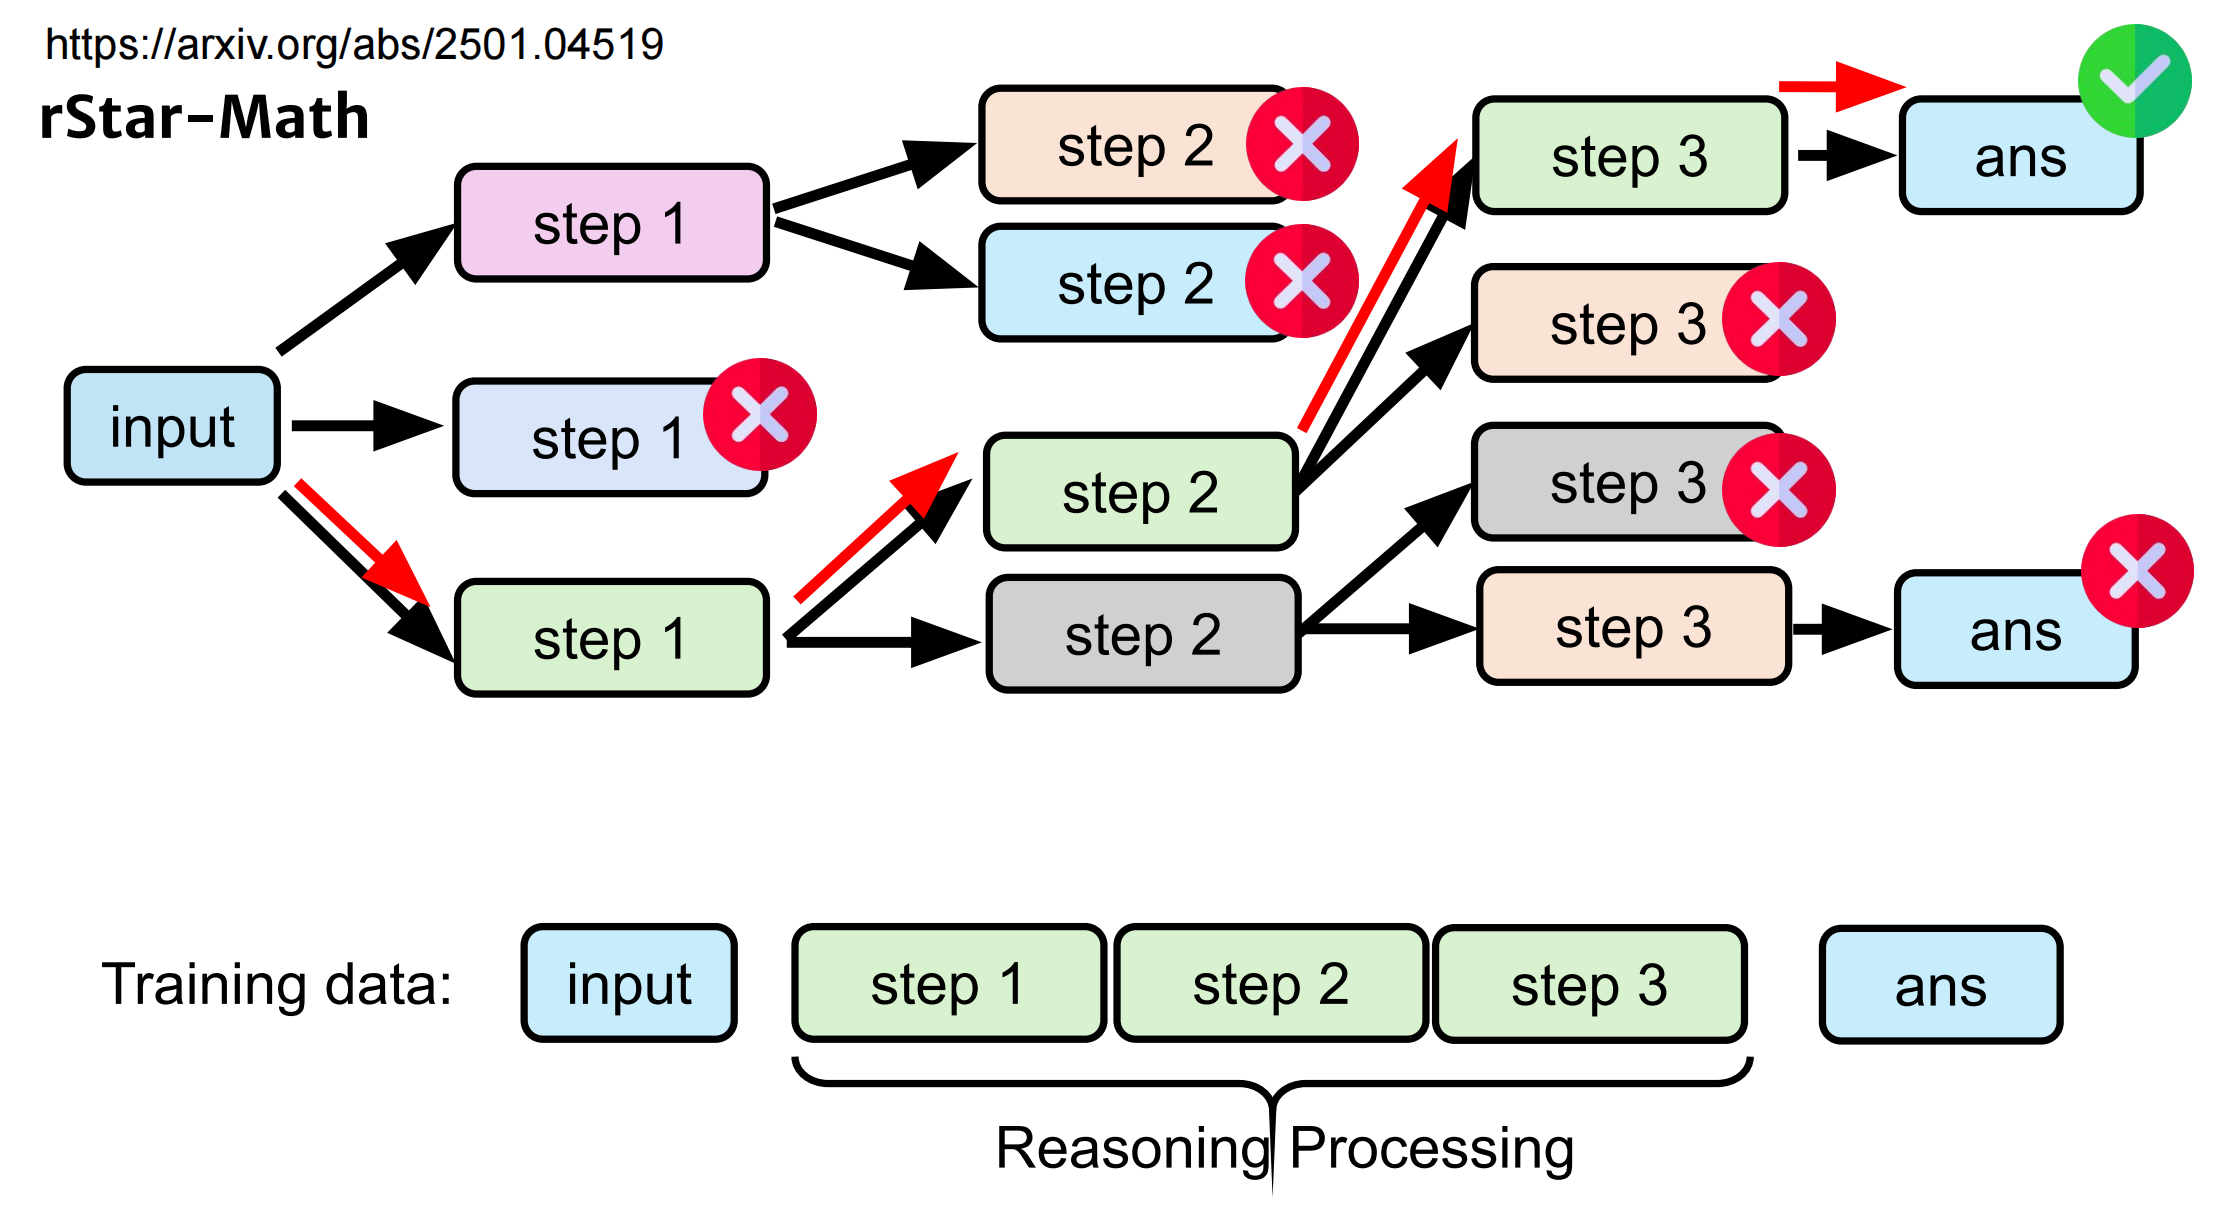 https://arxiv.org/abs/2501.04519
rStar-Math
step 2
step 3
ans
step 1
step 2
step 3
input
step 1
step 2
step 3
step 1
step 2
step 3
ans
Training data:
input
step 1
step 2
step 3
ans
Reasoning Processing